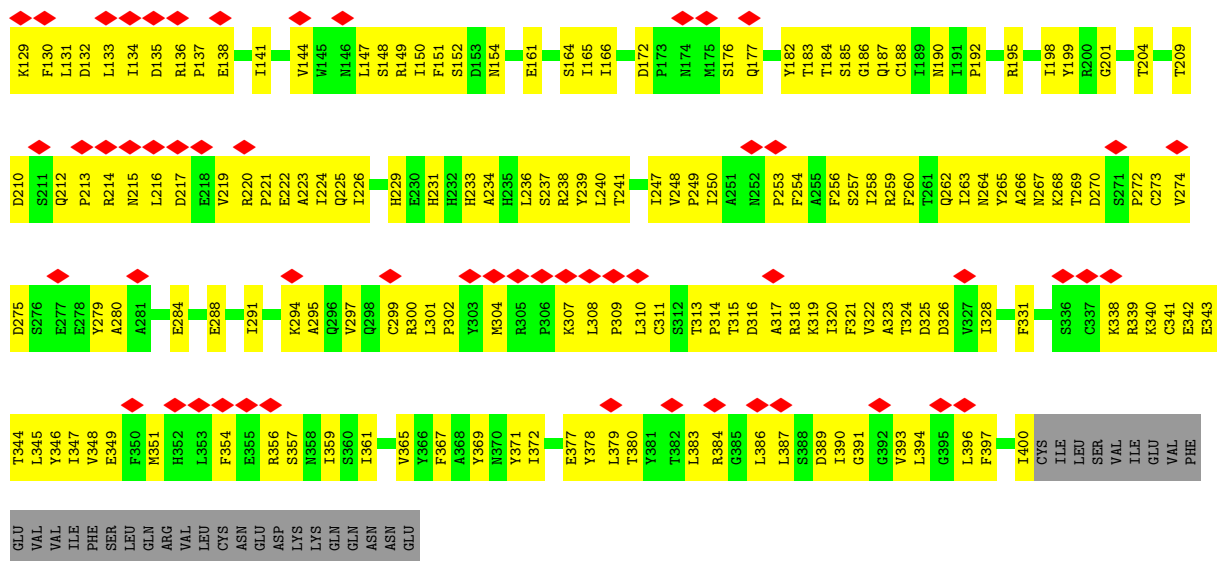 K129 F130 L131 D132 L133 I134 D135 R136 P137 E138 I141 V144 W145 N146 L147 S148 R149 I150 F151 S152 D153 N154 E161 S164 I165 I166 D172 P173 N174 M175 S176 Q177 Y182 T183 T184 S185 G186 Q187 C188 I189 N190 I191 P192 R195 I198 Y199 R200 G201 T204 T209
D210 S211 Q212 P213 R214 N215 L216 D217 E218 V219 R220 P221 E222 A223 I224 Q225 I226 H229 E230 H231 H232 H233 A234 H235 L236 S237 R238 Y239 L240 T241 I247 V248 P249 I250 A251 N252 P253 F254 A255 F256 S257 I258 R259 F260 T261 Q262 I263 N264 Y265 A266 N267 K268 T269 D270 S271 P272 C273 V274
D275 S276 E277 E278 Y279 A280 A281 E284 E288 I291 K294 A295 Q296 V297 Q298 C299 R300 L301 P302 Y303 M304 R305 P306 K307 L308 P309 L310 C311 S312 T313 P314 T315 D316 A317 R318 K319 I320 F321 V322 A323 T324 D325 D326 V327 I328 F331 S336 C337 K338 R339 K340 C341 E342 E343
T344 L345 Y346 I347 V348 E349 F350 M351 H352 L353 F354 E355 R356 S357 N358 I359 S360 I361 V365 Y366 F367 A368 Y369 N370 Y371 I372 E377 Y378 L379 T380 Y381 T382 L383 R384 G385 L386 L387 S388 D389 I390 G391 G392 V393 L394 G395 L396 F397 I400 CYS ILE LEU SER VAL ILE GLU VAL PHE
GLU VAL VAL ILE PHE SER LEU GLN ARG VAL LEU CYS ASN GLU ASP LYS LYS GLN GLN ASN ASN GLU